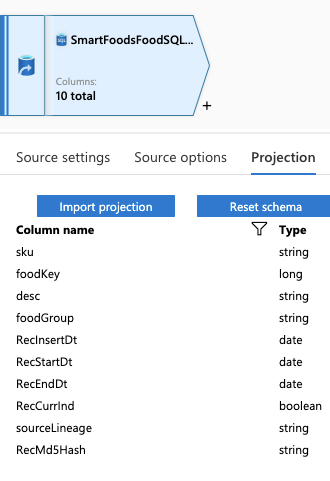 SQL
SmartFoodsFoodSQL...
Columns:
10 total
+
Source settings Source options Projection
Import projection Reset schema
Column name Type
sku string
foodKey long
desc string
foodGroup string
RecInsertDt date
RecStartDt date
RecEndDt date
RecCurrInd boolean
sourceLineage string
RecMd5Hash string